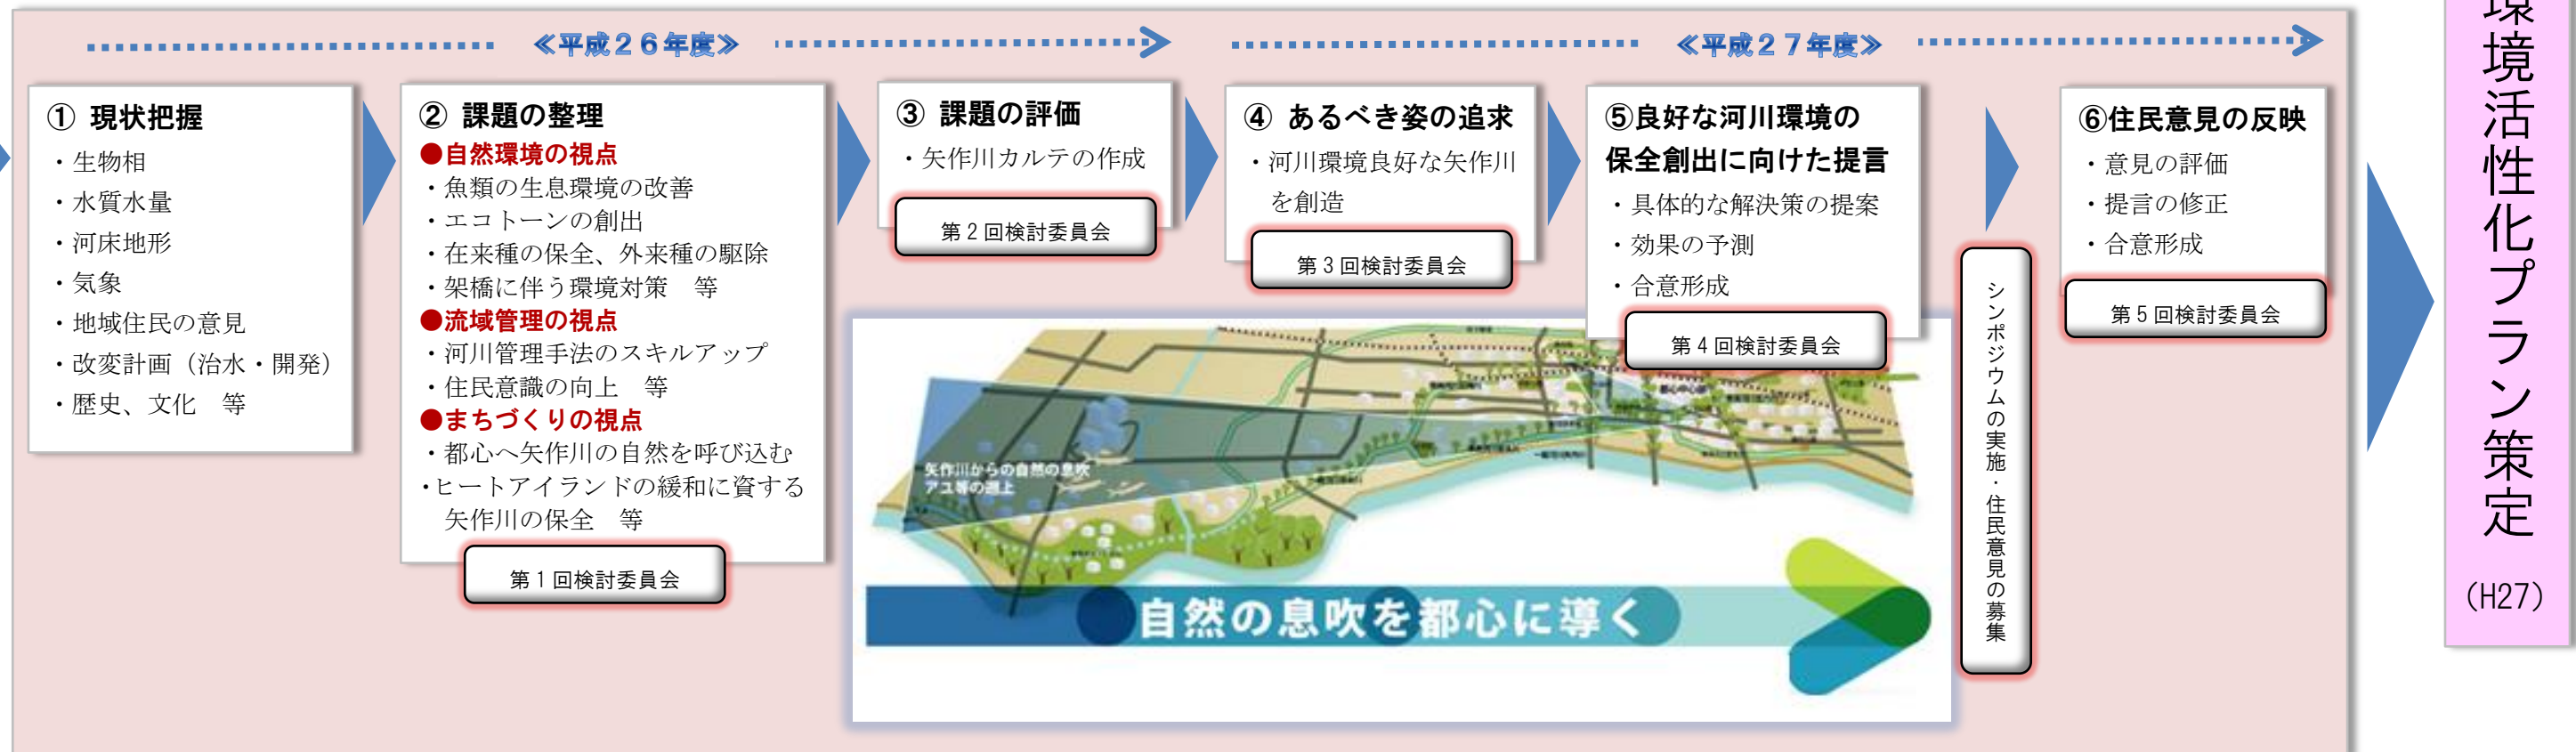 ≪平成２６年度≫
≪平成２７年度≫
① 現状把握
・生物相
・水質水量
・河床地形
・気象
・地域住民の意見
・改変計画（治水・開発）
・歴史、文化　等
② 課題の整理
●自然環境の視点
・魚類の生息環境の改善
・エコトーンの創出
・在来種の保全、外来種の駆除
・架橋に伴う環境対策　等
●流域管理の視点
・河川管理手法のスキルアップ
・住民意識の向上　等
●まちづくりの視点
・都心へ矢作川の自然を呼び込む
・ヒートアイランドの緩和に資する
矢作川の保全　等
第１回検討委員会
③ 課題の評価
・矢作川カルテの作成
第２回検討委員会
④ あるべき姿の追求
・河川環境良好な矢作川
を創造
第３回検討委員会
⑤良好な河川環境の
保全創出に向けた提言
・具体的な解決策の提案
・効果の予測
・合意形成
第４回検討委員会
矢作川からの自然の息吹
アユ等の遡上
自然の息吹を都心に導く
シンポジウムの実施・住民意見の募集
⑥住民意見の反映
・意見の評価
・提言の修正
・合意形成
第５回検討委員会
環境活性化プラン策定
（H27）